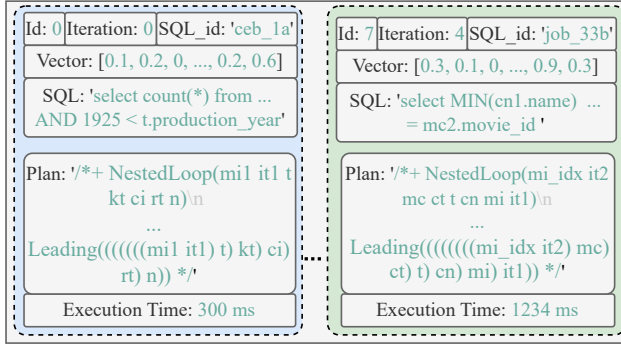 Id: 0 Iteration: 0 SQL_id: 'ceb_1a'
Vector: [0.1, 0.2, 0, ..., 0.2, 0.6]
SQL: 'select count(*) from ...
AND 1925 < t.production_year'
Plan: '/*+ NestedLoop(mi1 it1 t
kt ci rt n)\n
...
Leading(((((((mi1 it1) t) kt) ci)
rt) n)) */'
Execution Time: 300 ms
...
Id: 7 Iteration: 4 SQL_id: 'job_33b'
Vector: [0.3, 0.1, 0, ..., 0.9, 0.3]
SQL: 'select MIN(cn1.name) ...
= mc2.movie_id '
Plan: '/*+ NestedLoop(mi_idx it2
mc ct t cn mi it1)\n
...
Leading((((((((mi_idx it2) mc)
ct) t) cn) mi) it1)) */'
Execution Time: 1234 ms